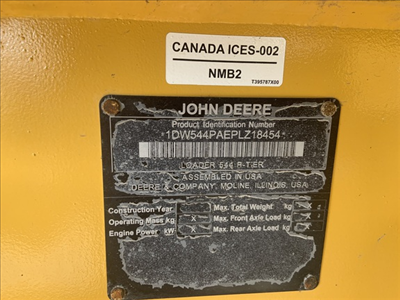 CANADA ICES-002
NMB2
T395787X00
JOHN DEERE
Product Identification Number
1DW544PAEPLZ18454
LOADER 544 P-TIER
ASSEMBLED IN USA
DEERE & COMPANY, MOLINE, ILLINOIS, USA
Construction Year Max. Total Weight kg X
Operating Mass kg X Max. Front Axle Load kg X
Engine Power kW X Max. Rear Axle Load kg X